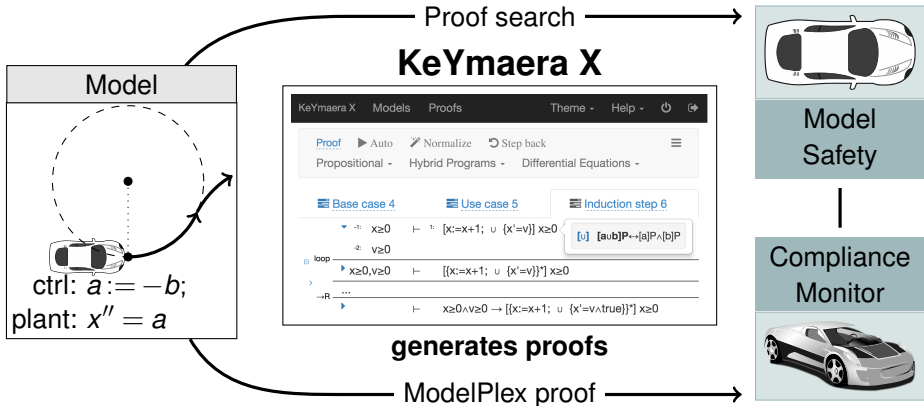 Proof search
KeYmaera X
Model
ctrl: a := −b;
plant: x″ = a
KeYmaera X Models Proofs Theme Help
Proof Auto Normalize Step back
Propositional Hybrid Programs Differential Equations
Base case 4 Use case 5 Induction step 6
-1: x≥0 ⊢ 1: [x:=x+1; ∪ {x'=v}] x≥0
-2: v≥0
[∪] [a∪b]P↔[a]P∧[b]P
loop
x≥0,v≥0 ⊢ [{x:=x+1; ∪ {x'=v}}*] x≥0
→R ...
⊢ x≥0∧v≥0 → [{x:=x+1; ∪ {x'=v∧true}}*] x≥0
generates proofs
ModelPlex proof
Model
Safety
Compliance
Monitor